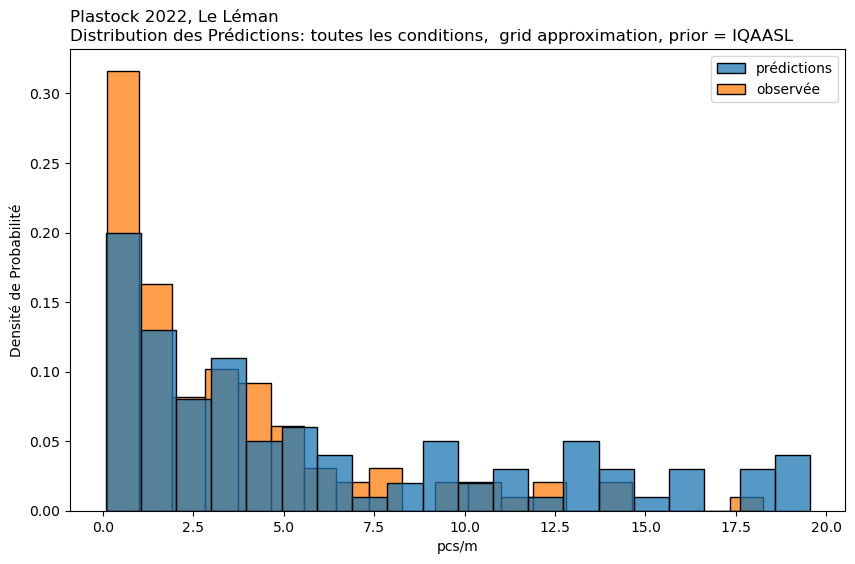 Plastock 2022, Le Léman
Distribution des Prédictions: toutes les conditions,  grid approximation, prior = IQAASL
prédictions
observée
0.30
0.25
0.20
0.15
0.10
0.05
0.00
Densité de Probabilité
0.0 2.5 5.0 7.5 10.0 12.5 15.0 17.5 20.0
pcs/m